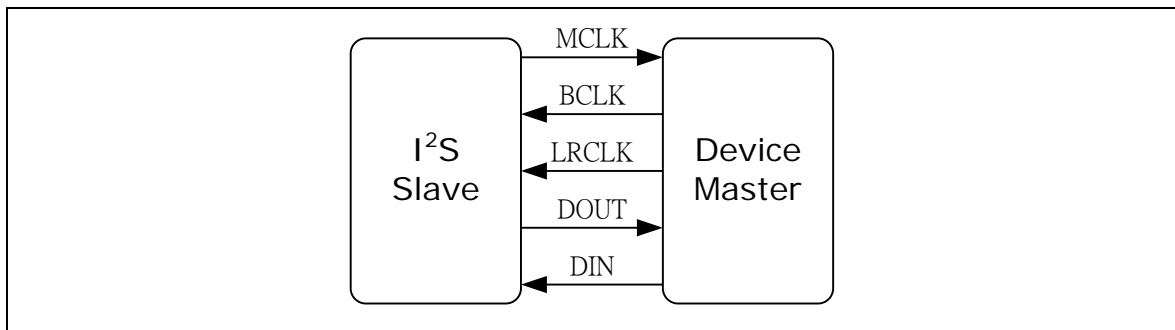 MCLK
BCLK
I²S
Slave
LRCLK
Device
Master
DOUT
DIN